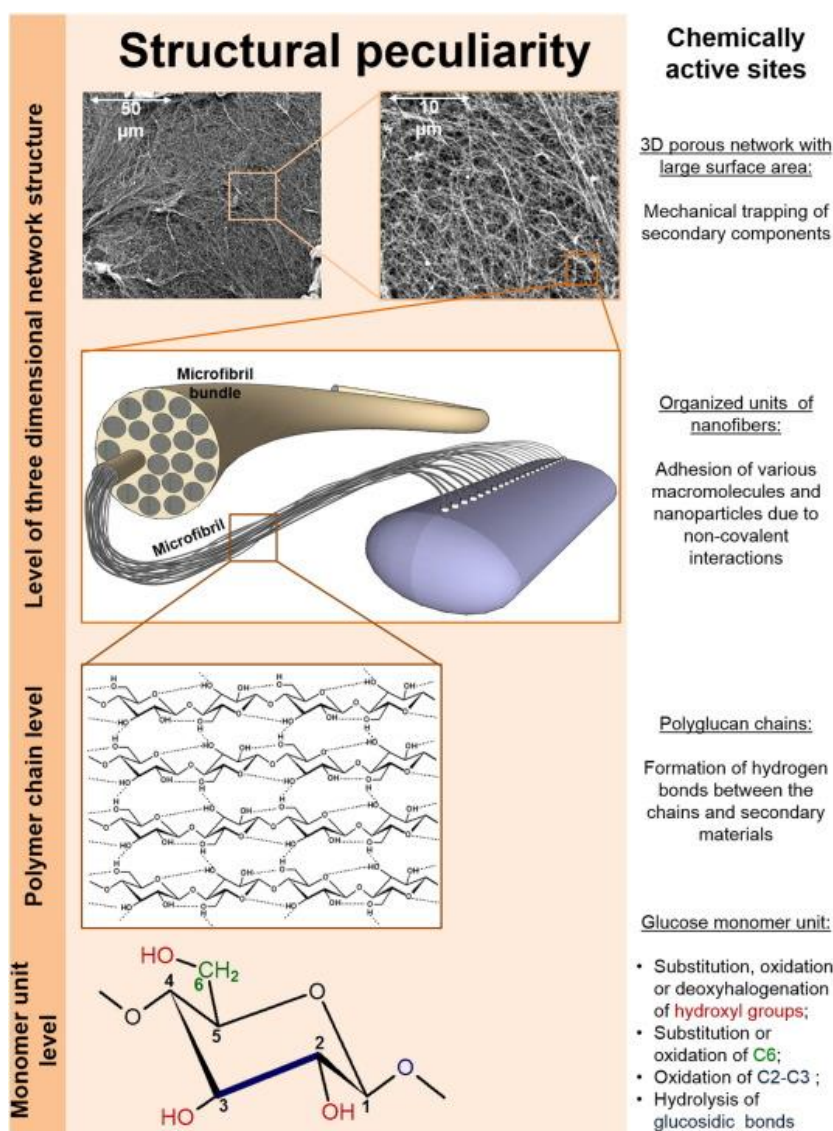 Structural peculiarity
Chemically
active sites
Level of three dimensional network structure
50
µm
10
µm
3D porous network with
large surface area:
Mechanical trapping of
secondary components
Microfibril
bundle
Microfibril
Organized units of
nanofibers:
Adhesion of various
macromolecules and
nanoparticles due to
non-covalent
interactions
Polymer chain level
Polyglucan chains:
Formation of hydrogen
bonds between the
chains and secondary
materials
Monomer unit
level
HO
6
CH2
4
O
O
5
2
O
3
1
HO
OH
Glucose monomer unit:
• Substitution, oxidation
or deoxyhalogenation
of hydroxyl groups;
• Substitution or
oxidation of C6;
• Oxidation of C2-C3 ;
• Hydrolysis of
glucosidic bonds